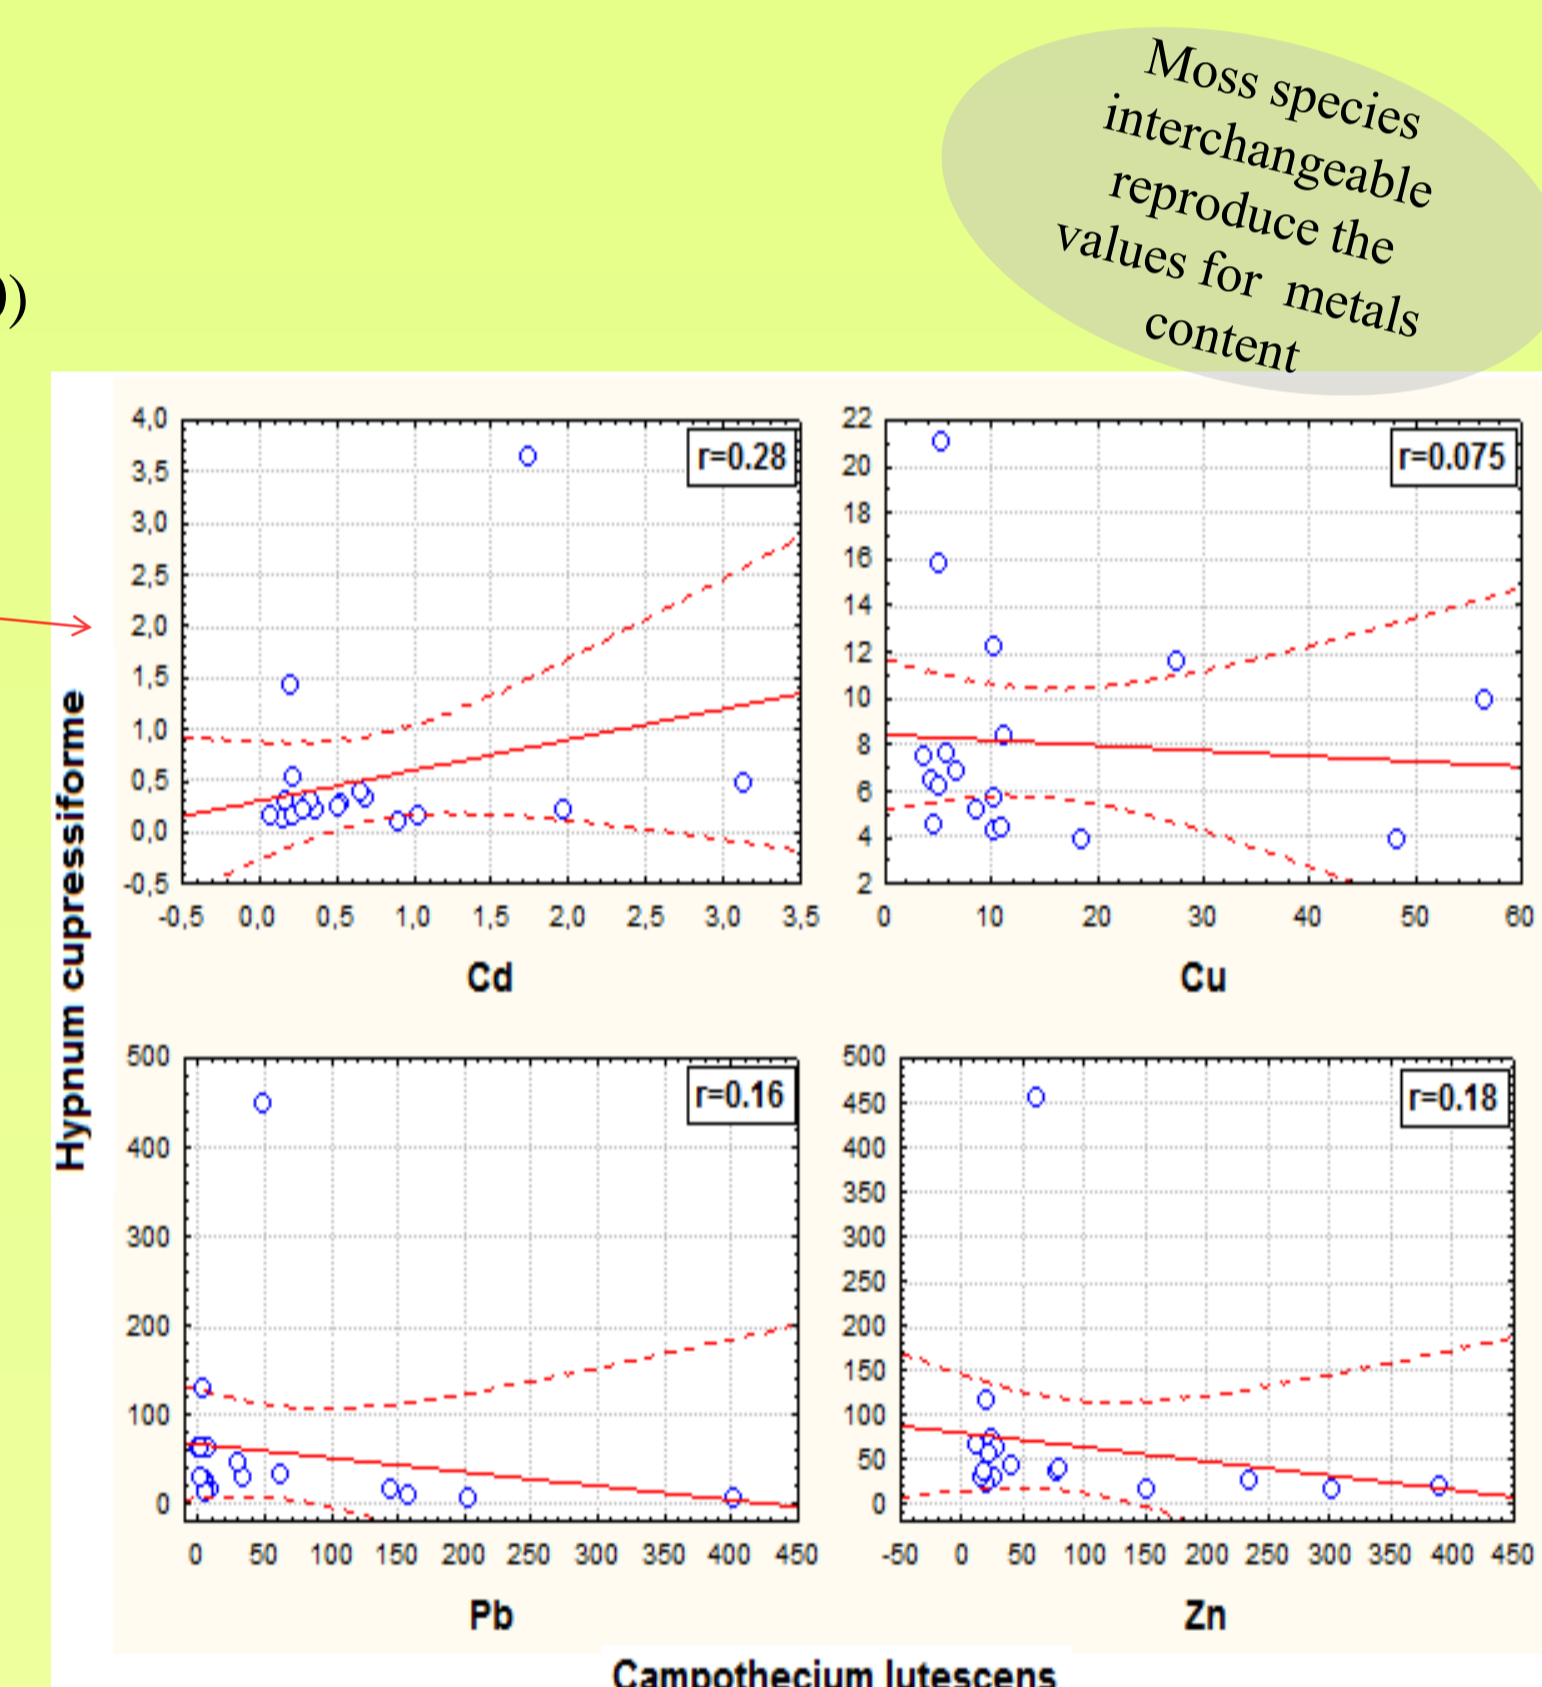 Moss species
interchangeable
reproduce the
values for metals
content
)
Hypnum cupressiforme
4,0
3,5
3,0
2,5
2,0
1,5
1,0
0,5
0,0
-0,5
r=0.28
-0,5 0,0 0,5 1,0 1,5 2,0 2,5 3,0 3,5
Cd
22
20
18
16
14
12
10
8
6
4
2
r=0.075
0 10 20 30 40 50 60
Cu
500
400
300
200
100
0
r=0.16
0 50 100 150 200 250 300 350 400 450
Pb
500
450
400
350
300
250
200
150
100
50
0
r=0.18
-50 0 50 100 150 200 250 300 350 400 450
Zn
Campothecium lutescens